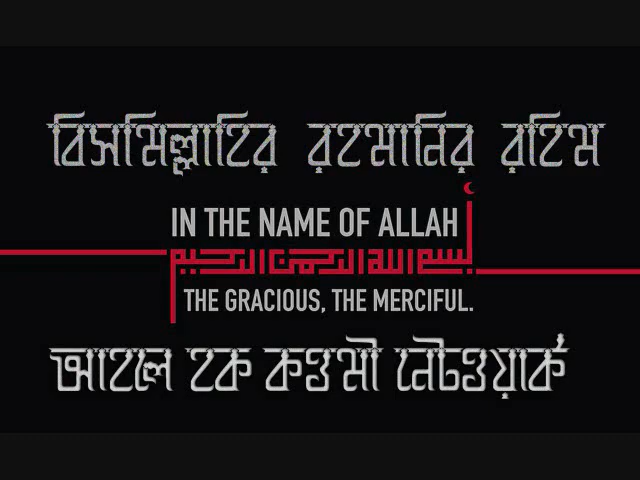 বিসমিল্লাহির রহমানির রহিম
IN THE NAME OF ALLAH
بسم الله الرحمن الرحيم
THE GRACIOUS, THE MERCIFUL.
আহলে হক কওমী নেটওয়ার্ক